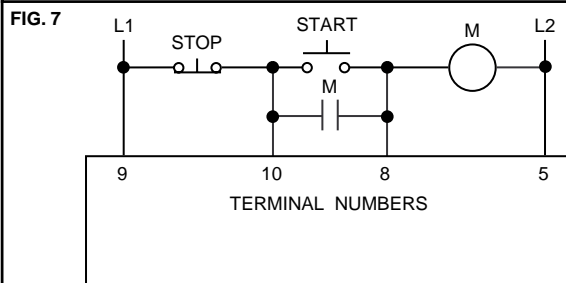 FIG. 7
L1 STOP START M L2
M
9 10 8 5
TERMINAL NUMBERS